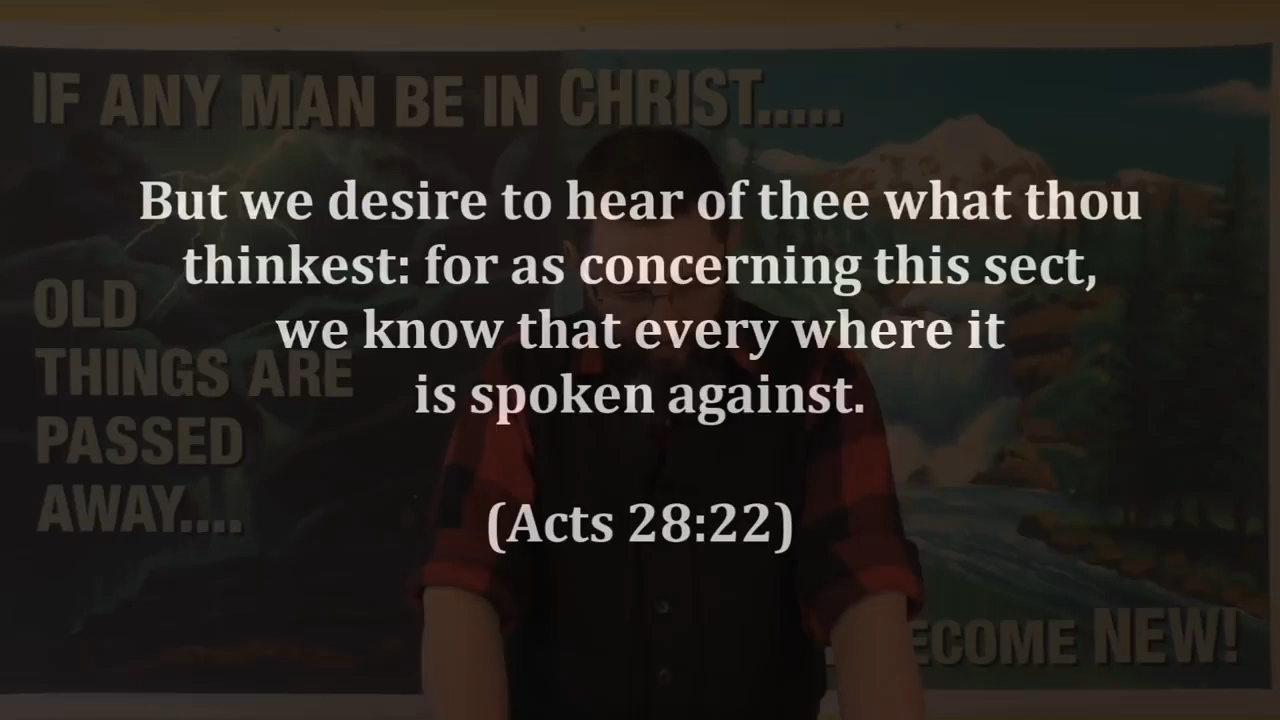 IF ANY MAN BE IN CHRIST.....
But we desire to hear of thee what thou
thinkest: for as concerning this sect,
we know that every where it
is spoken against.
(Acts 28:22)
OLD
THINGS ARE
PASSED
AWAY....
NEW!